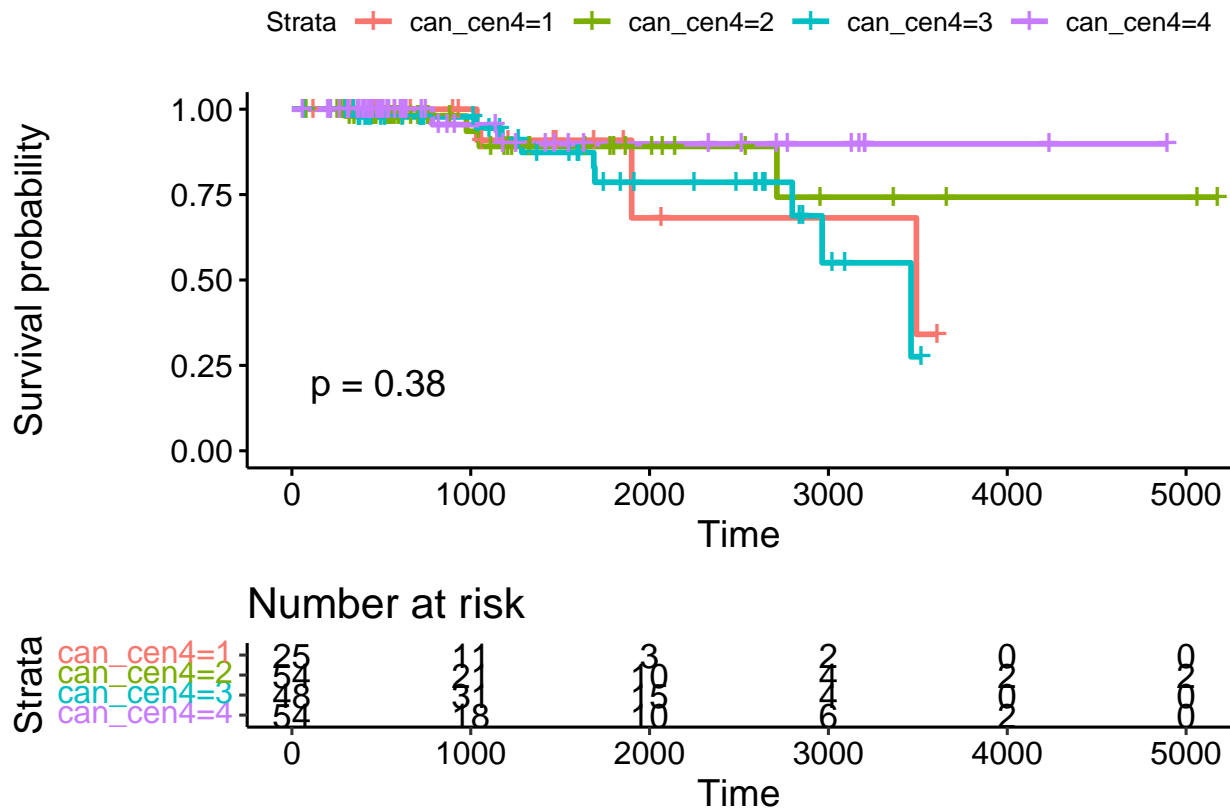 Strata can_cen4=1 can_cen4=2 can_cen4=3 can_cen4=4
Survival probability
1.00
0.75
0.50
0.25
0.00
p = 0.38
0 1000 2000 3000 4000 5000
Time
Number at risk
Strata
can_cen4=1 25 11 3 2 0 0
can_cen4=2 54 21 10 4 2 2
can_cen4=3 48 31 15 4 0 0
can_cen4=4 54 18 10 6 2 0
0 1000 2000 3000 4000 5000
Time